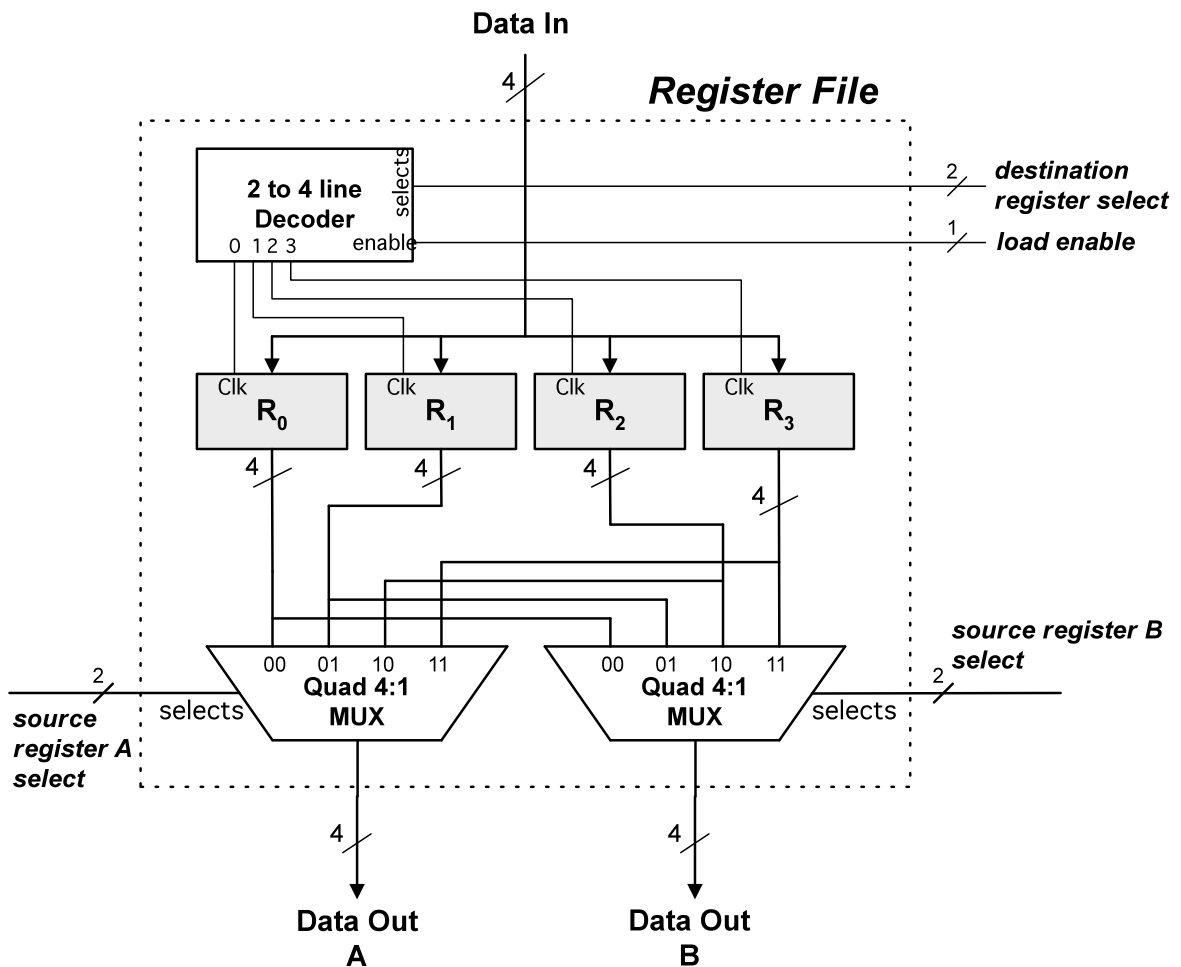 Data In
4
Register File
2 to 4 line
Decoder
selects
enable
0 1 2 3
2
destination
register select
1
load enable
Clk
R0
Clk
R1
Clk
R2
Clk
R3
4
4
4
4
00 01 10 11
Quad 4:1
MUX
selects
2
source
register A
select
00 01 10 11
Quad 4:1
MUX
selects
2
source register B
select
4
Data Out
A
4
Data Out
B